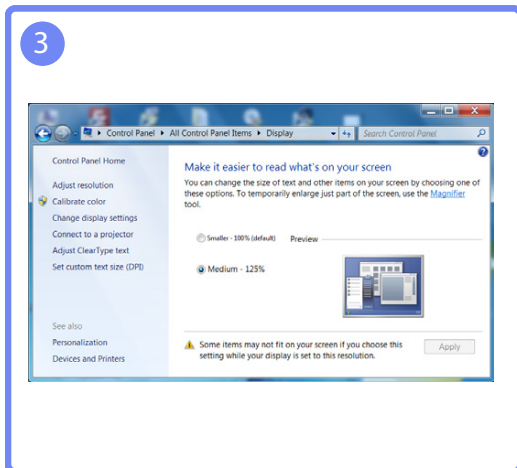 3
Control Panel ▸ All Control Panel Items ▸ Display
Search Control Panel
Control Panel Home
Adjust resolution
Calibrate color
Change display settings
Connect to a projector
Adjust ClearType text
Set custom text size (DPI)
See also
Personalization
Devices and Printers
Make it easier to read what's on your screen
You can change the size of text and other items on your screen by choosing one of
these options. To temporarily enlarge just part of the screen, use the Magnifier
tool.
Smaller - 100% (default)
Preview
Medium - 125%
Some items may not fit on your screen if you choose this
setting while your display is set to this resolution.
Apply